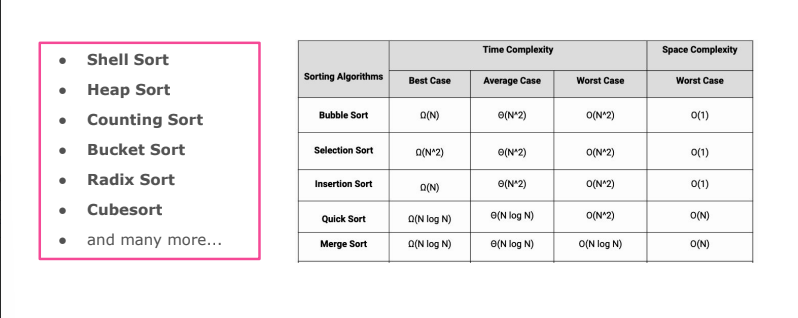 Shell Sort
Heap Sort
Counting Sort
Bucket Sort
Radix Sort
Cubesort
and many more...
Time Complexity Space Complexity
Sorting Algorithms Best Case Average Case Worst Case Worst Case
Bubble Sort Ω(N) Θ(N^2) O(N^2) O(1)
Selection Sort Ω(N^2) Θ(N^2) O(N^2) O(1)
Insertion Sort Ω(N) Θ(N^2) O(N^2) O(1)
Quick Sort Ω(N log N) Θ(N log N) O(N^2) O(N)
Merge Sort Ω(N log N) Θ(N log N) O(N log N) O(N)